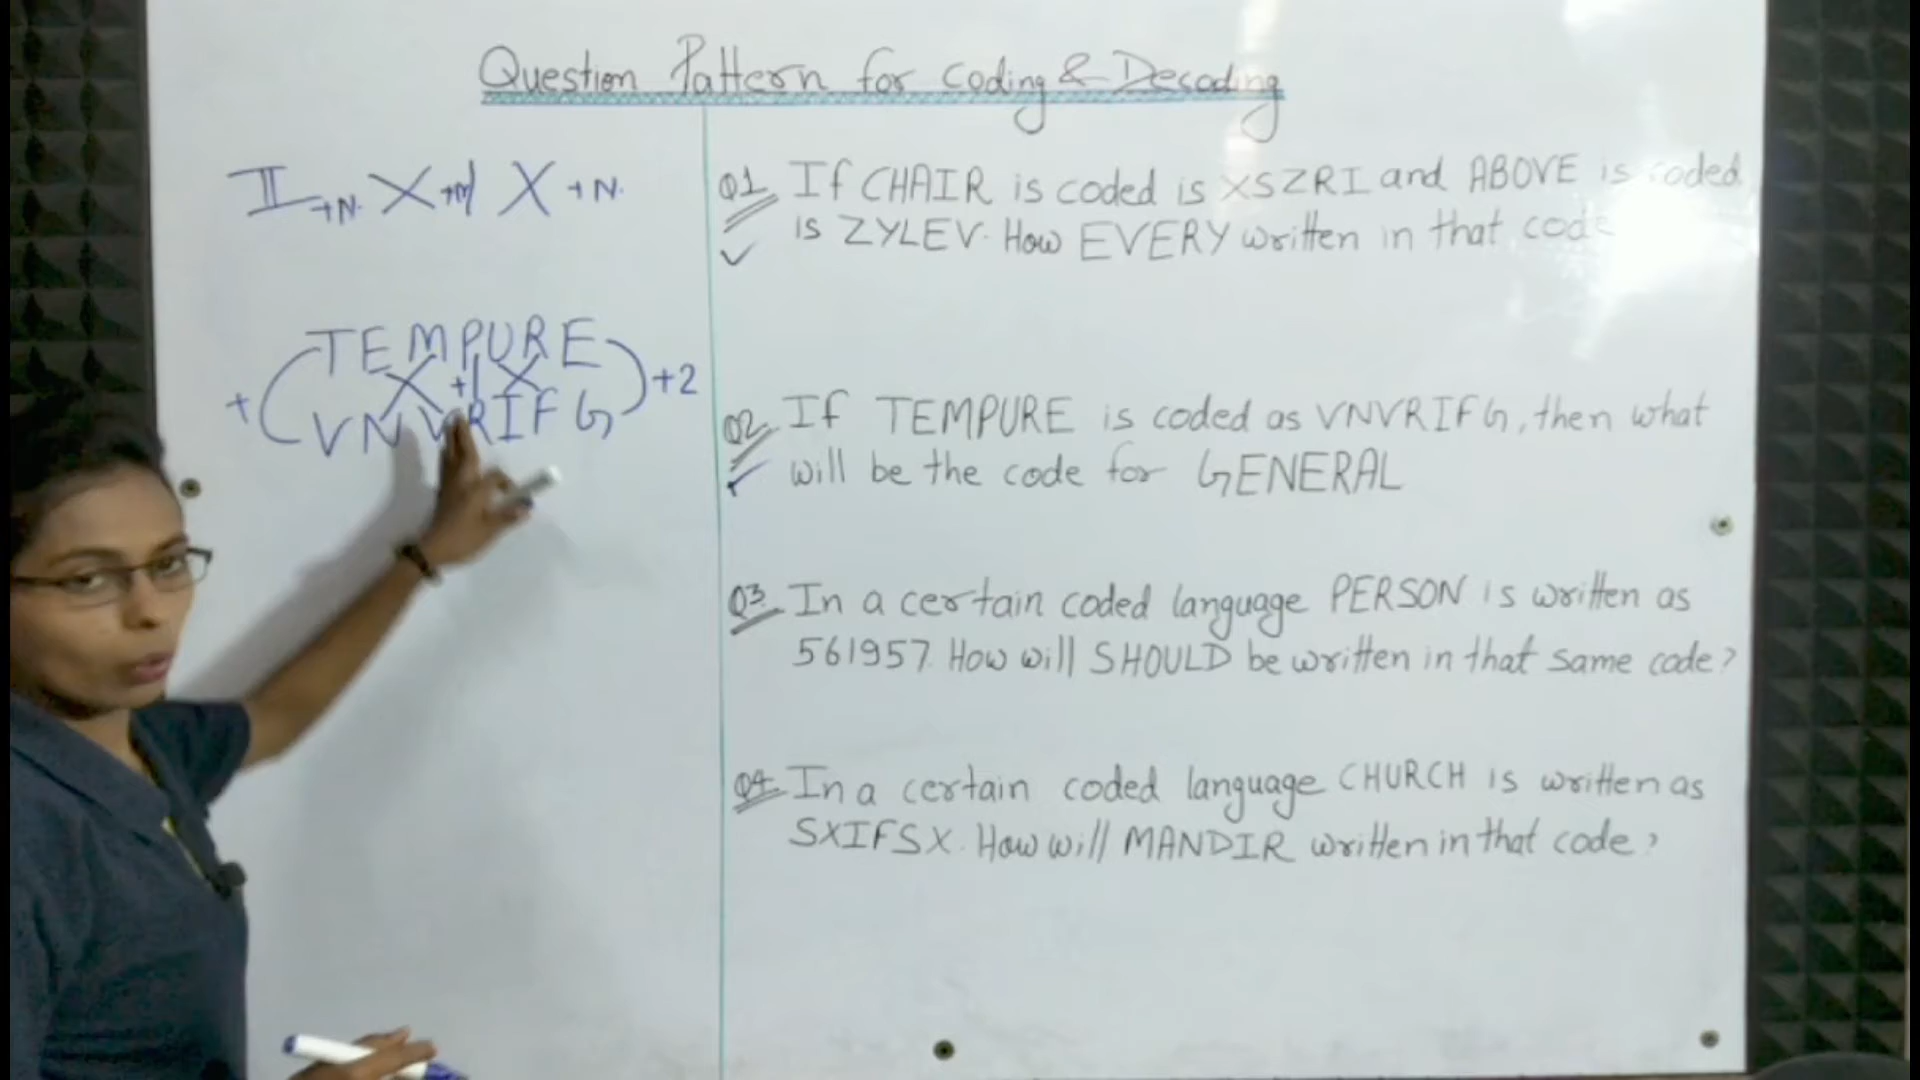 Question Pattern for Coding & Decoding
II +N. X +N X +N.
TEMPURE
+ +2
VNVRIFG
Q1 If CHAIR is coded is XSZRI and ABOVE is coded
is ZYLEV. How EVERY written in that code
Q2. If TEMPURE is coded as VNVRIFG, then what
will be the code for GENERAL
Q3. In a certain coded language PERSON is written as
561957. How will SHOULD be written in that same code?
Q4. In a certain coded language CHURCH is written as
SXIFSX. How will MANDIR written in that code?